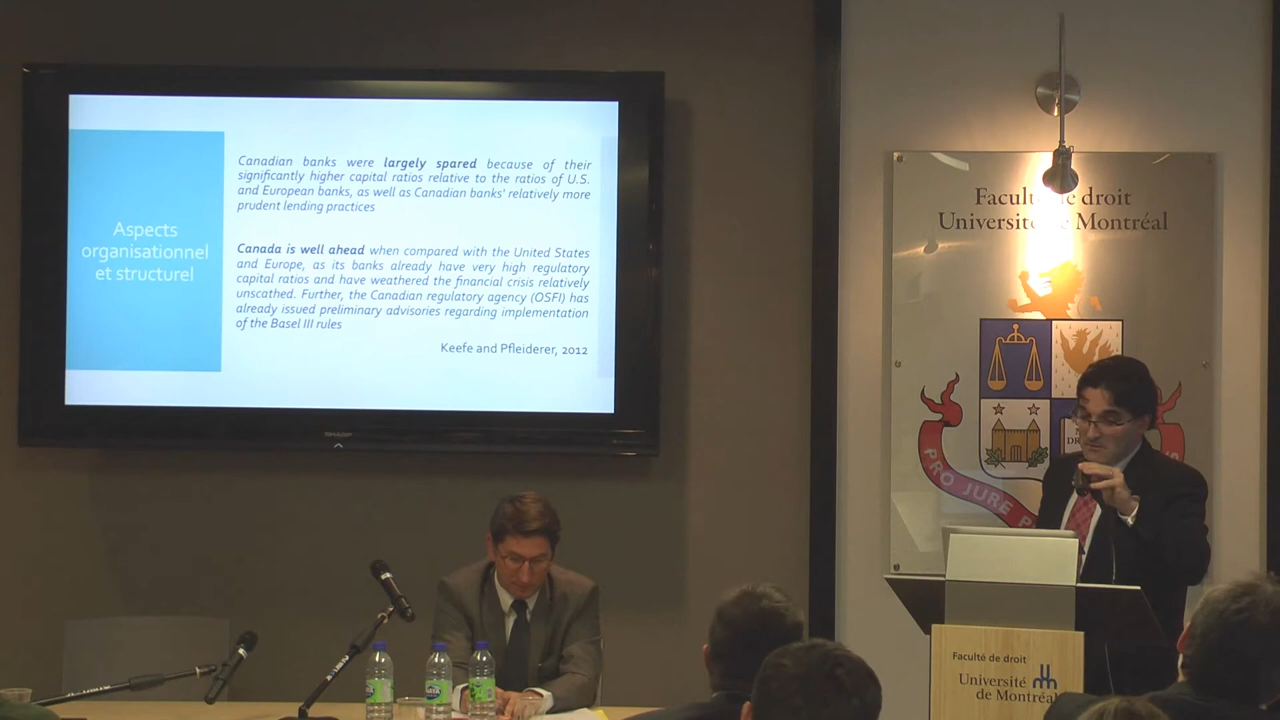 Canadian banks were largely spared because of their
significantly higher capital ratios relative to the ratios of U.S.
and European banks, as well as Canadian banks' relatively more
prudent lending practices
Aspects
organisationnel
et structurel
Canada is well ahead when compared with the United States
and Europe, as its banks already have very high regulatory
capital ratios and have weathered the financial crisis relatively
unscathed. Further, the Canadian regulatory agency (OSFI) has
already issued preliminary advisories regarding implementation
of the Basel III rules
Keefe and Pfleiderer, 2012
SHARP
Faculté de droit
Université de Montréal
PRO JURE
Faculté de droit
Université
de Montréal